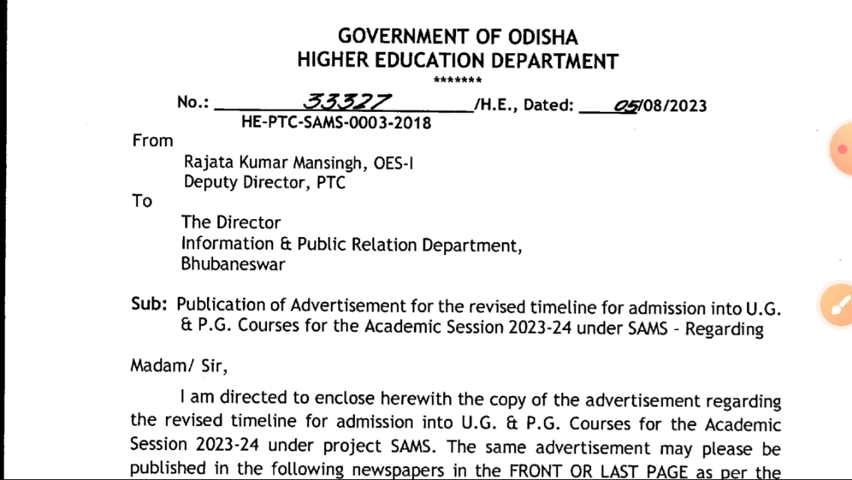 GOVERNMENT OF ODISHA
HIGHER EDUCATION DEPARTMENT
*******
No.: 33327 /H.E., Dated: 05/08/2023
HE-PTC-SAMS-0003-2018
From
Rajata Kumar Mansingh, OES-I
Deputy Director, PTC
To
The Director
Information & Public Relation Department,
Bhubaneswar
Sub: Publication of Advertisement for the revised timeline for admission into U.G.
& P.G. Courses for the Academic Session 2023-24 under SAMS - Regarding
Madam/ Sir,
I am directed to enclose herewith the copy of the advertisement regarding
the revised timeline for admission into U.G. & P.G. Courses for the Academic
Session 2023-24 under project SAMS. The same advertisement may please be
published in the following newspapers in the FRONT OR LAST PAGE as per the